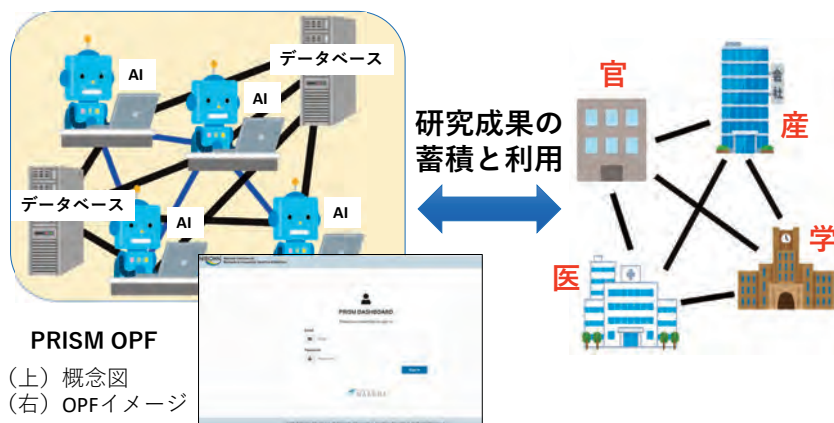 AI
データベース
AI
データベース
AI
AI
研究成果の
蓄積と利用
官
会社
産
学
医
PRISM DASHBOARD
Email
Password
PRISM OPF
（上）概念図
（右）OPFイメージ